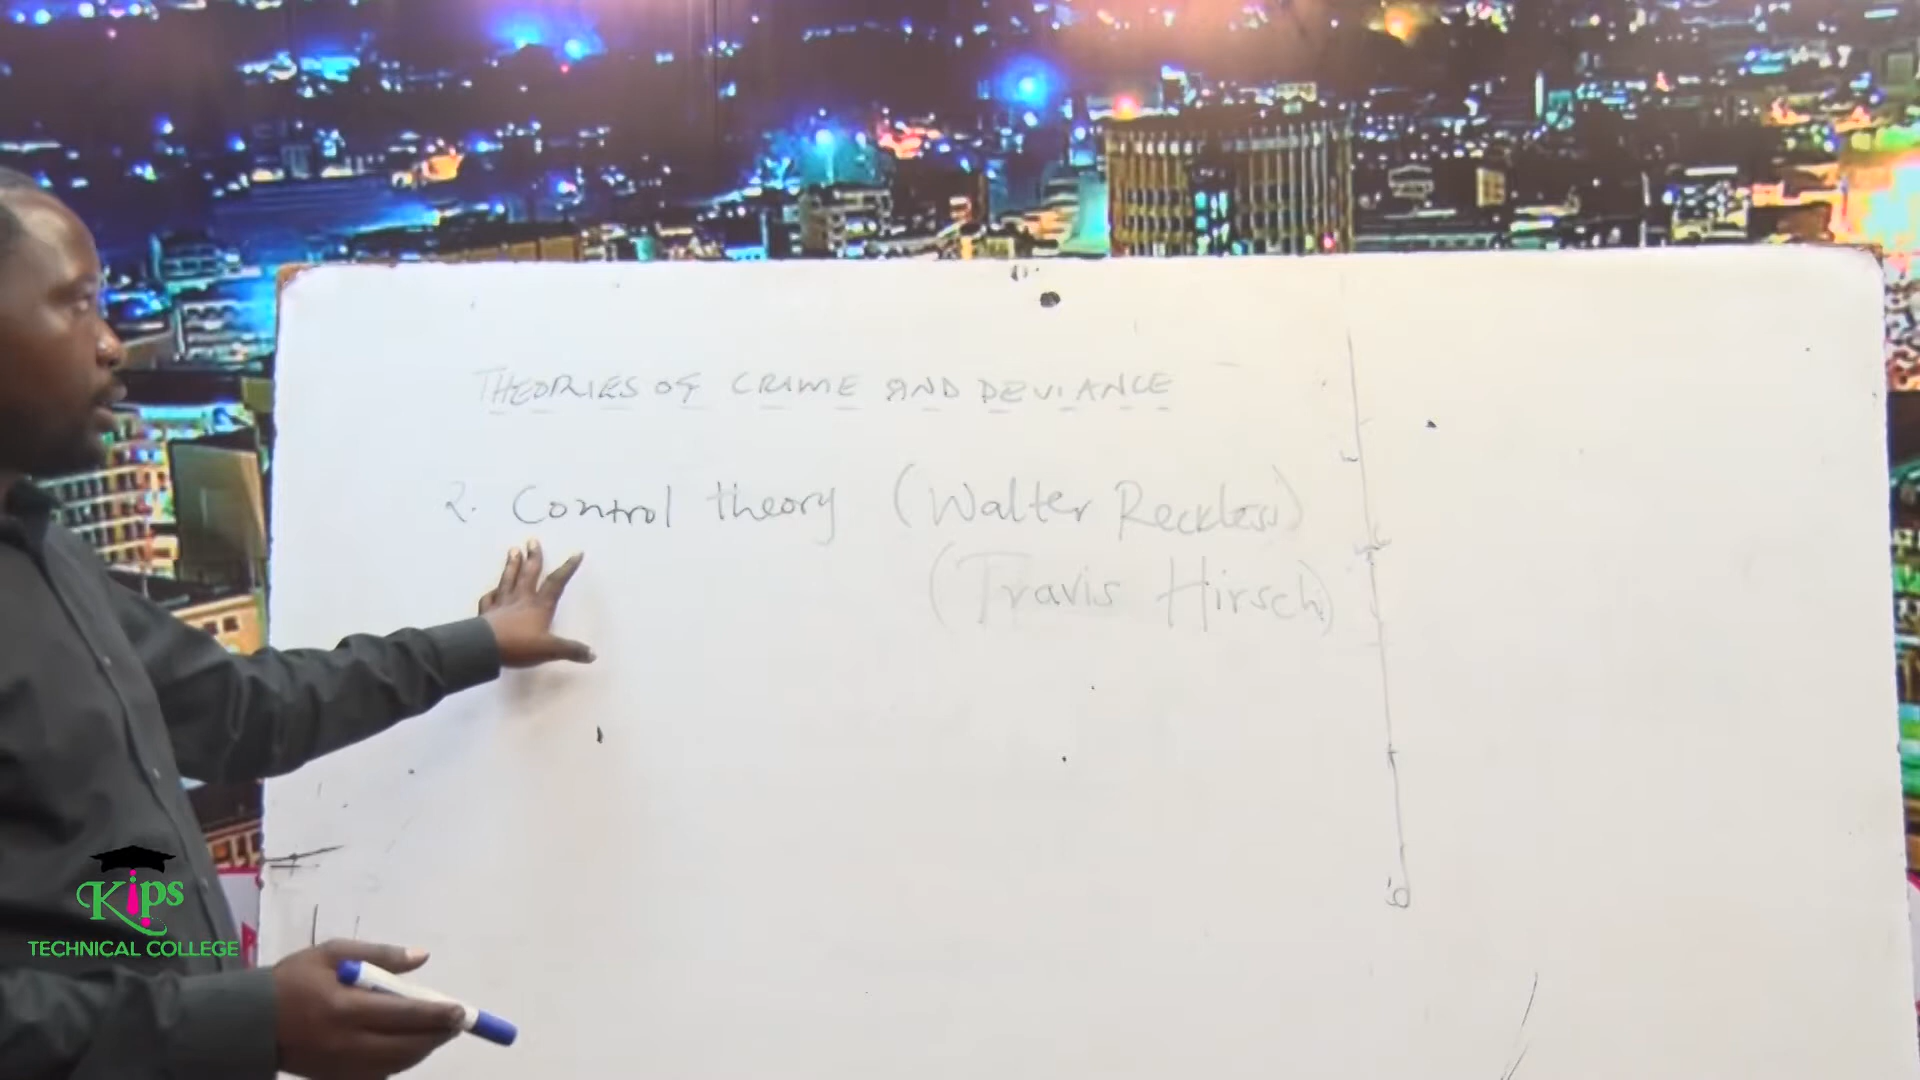 THEORIES OF CRIME AND DEVIANCE
2. Control theory (Walter Reckless)
(Travis Hirsch)
Kips
TECHNICAL COLLEGE